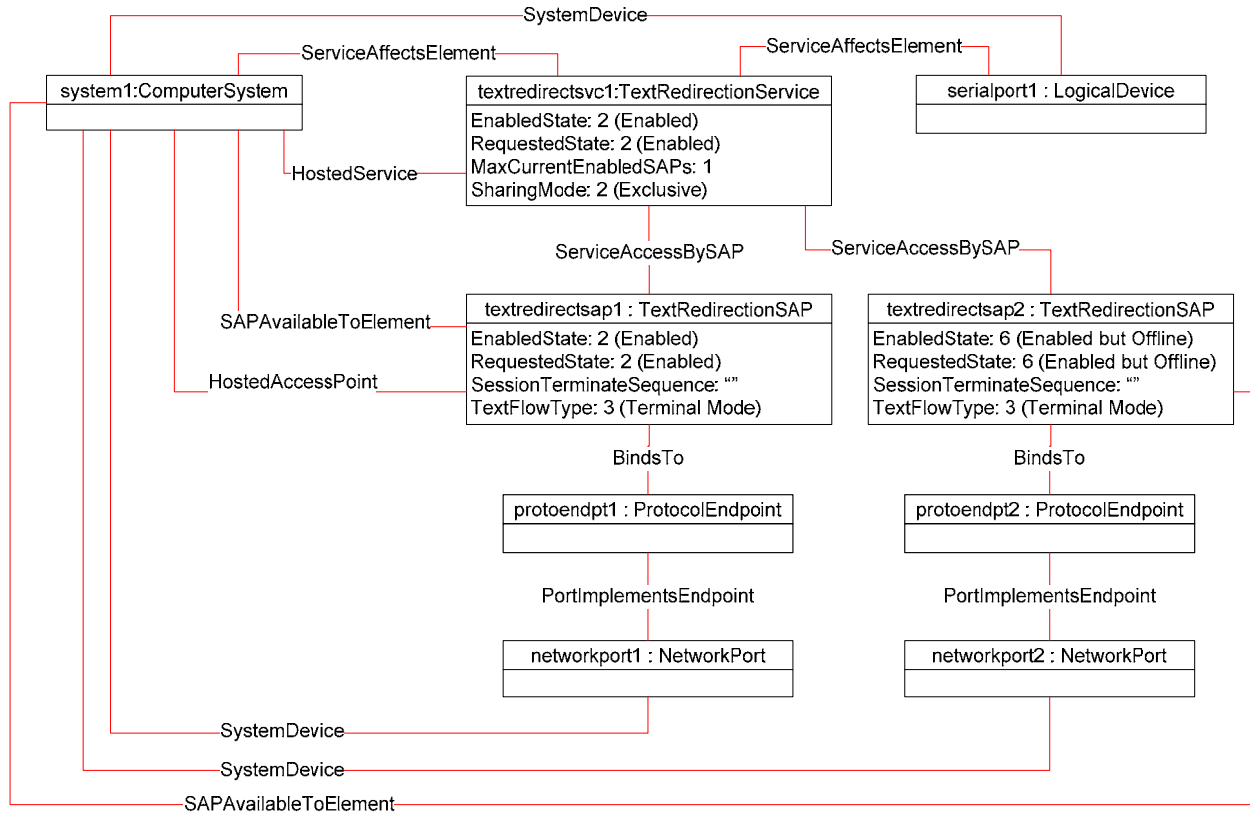 SystemDevice
ServiceAffectsElement
ServiceAffectsElement
system1:ComputerSystem
textredirectsvc1:TextRedirectionService
EnabledState: 2 (Enabled)
RequestedState: 2 (Enabled)
MaxCurrentEnabledSAPs: 1
SharingMode: 2 (Exclusive)
serialport1 : LogicalDevice
HostedService
ServiceAccessBySAP
ServiceAccessBySAP
textredirectsap1 : TextRedirectionSAP
EnabledState: 2 (Enabled)
RequestedState: 2 (Enabled)
SessionTerminateSequence: “”
TextFlowType: 3 (Terminal Mode)
textredirectsap2 : TextRedirectionSAP
EnabledState: 6 (Enabled but Offline)
RequestedState: 6 (Enabled but Offline)
SessionTerminateSequence: “”
TextFlowType: 3 (Terminal Mode)
SAPAvailableToElement
HostedAccessPoint
BindsTo
BindsTo
protoendpt1 : ProtocolEndpoint
protoendpt2 : ProtocolEndpoint
PortImplementsEndpoint
PortImplementsEndpoint
networkport1 : NetworkPort
networkport2 : NetworkPort
SystemDevice
SystemDevice
SAPAvailableToElement